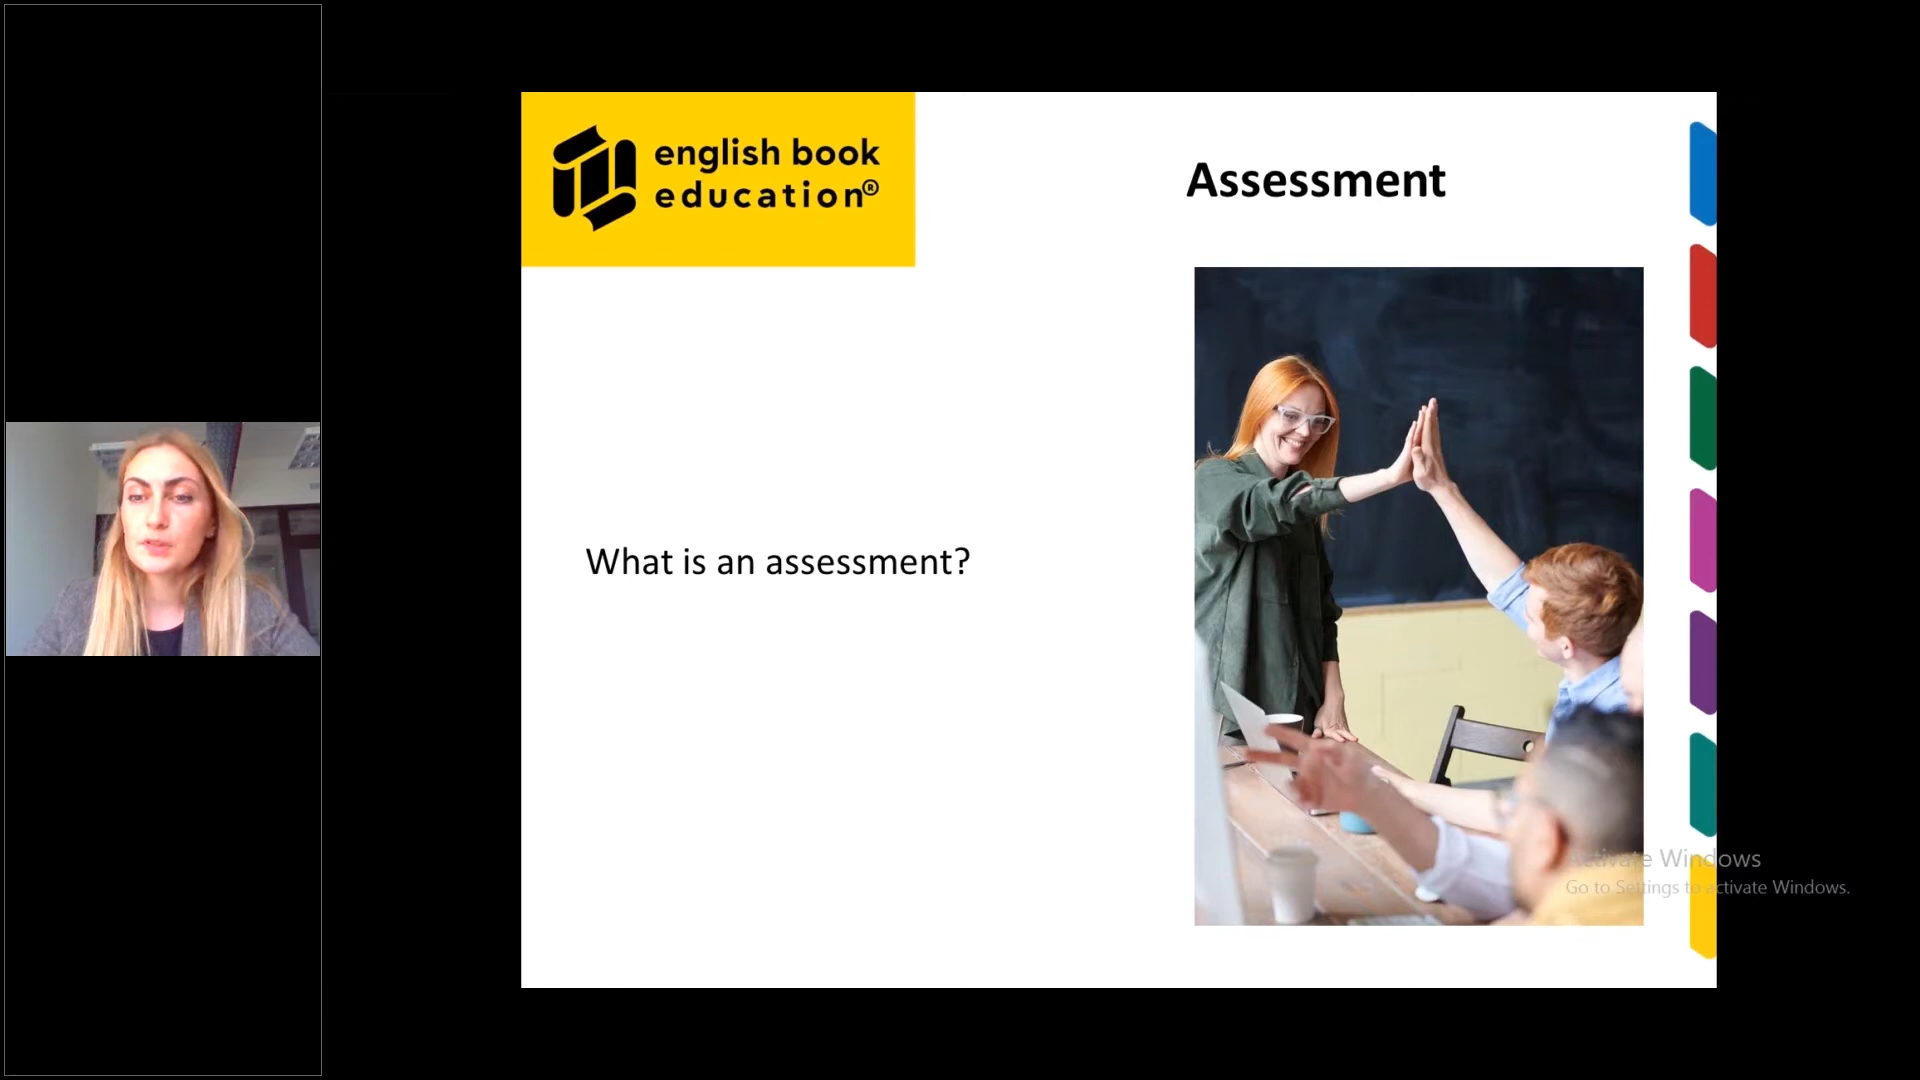 english book
education®
Assessment
What is an assessment?
Activate Windows
Go to Settings to activate Windows.